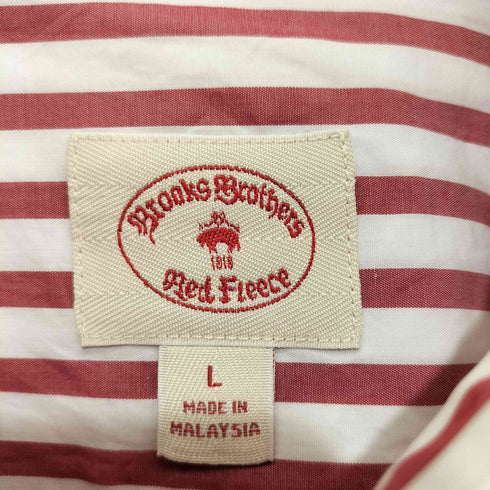 Brooks Brothers
1818
Red Fleece
L
MADE IN
MALAYSIA